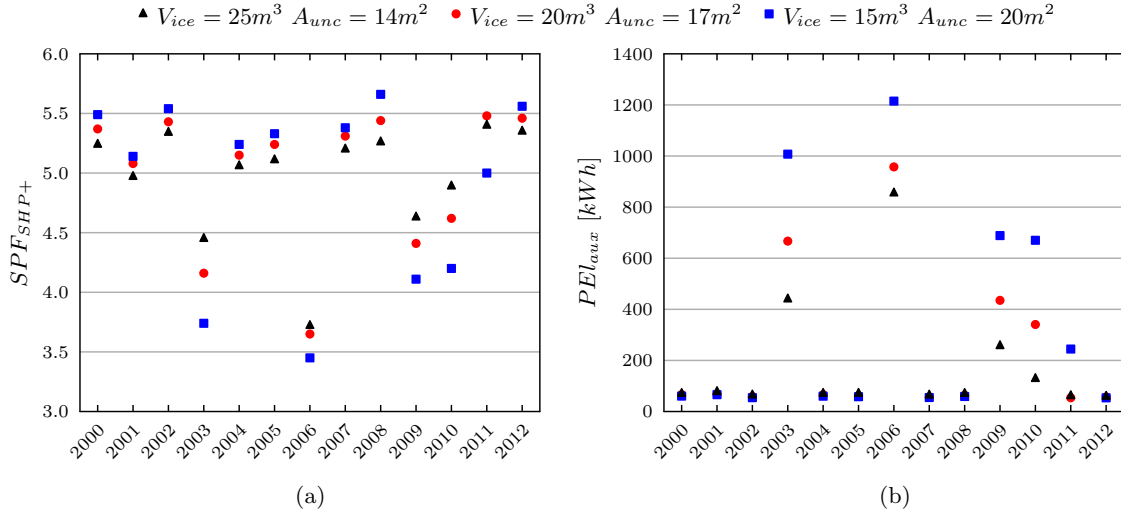 V_ice = 25m³ A_unc = 14m² V_ice = 20m³ A_unc = 17m² V_ice = 15m³ A_unc = 20m²
SPF_SHP+
6.0
5.5
5.0
4.5
4.0
3.5
3.0
2000 2001 2002 2003 2004 2005 2006 2007 2008 2009 2010 2011 2012
(a)
PEl_aux [kWh]
1400
1200
1000
800
600
400
200
0
2000 2001 2002 2003 2004 2005 2006 2007 2008 2009 2010 2011 2012
(b)